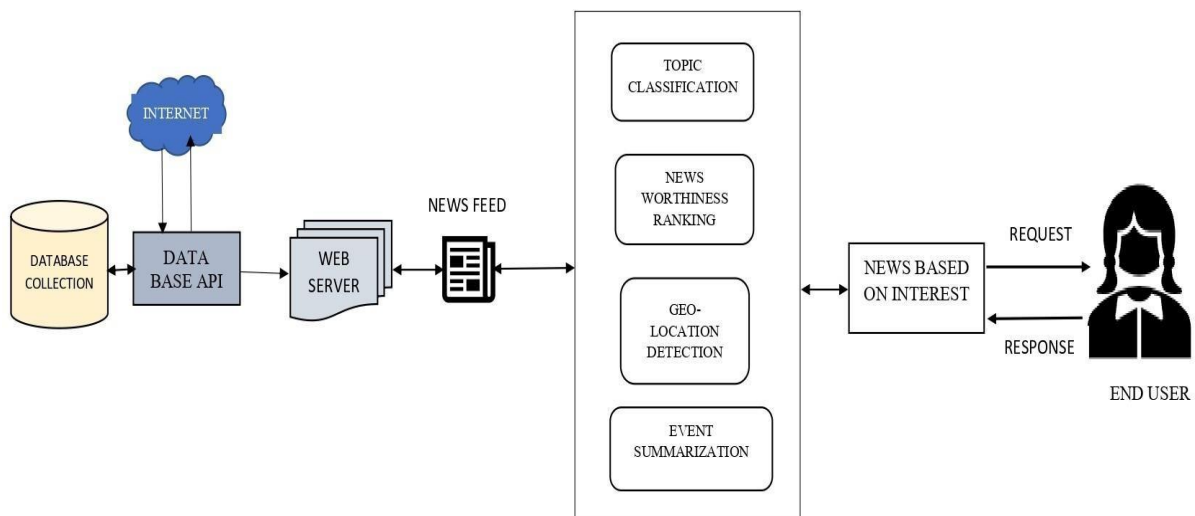 INTERNET
DATABASE
COLLECTION
DATA
BASE API
WEB
SERVER
NEWS FEED
TOPIC
CLASSIFICATION
NEWS
WORTHINESS
RANKING
GEO-
LOCATION
DETECTION
EVENT
SUMMARIZATION
NEWS BASED
ON INTEREST
REQUEST
RESPONSE
END USER